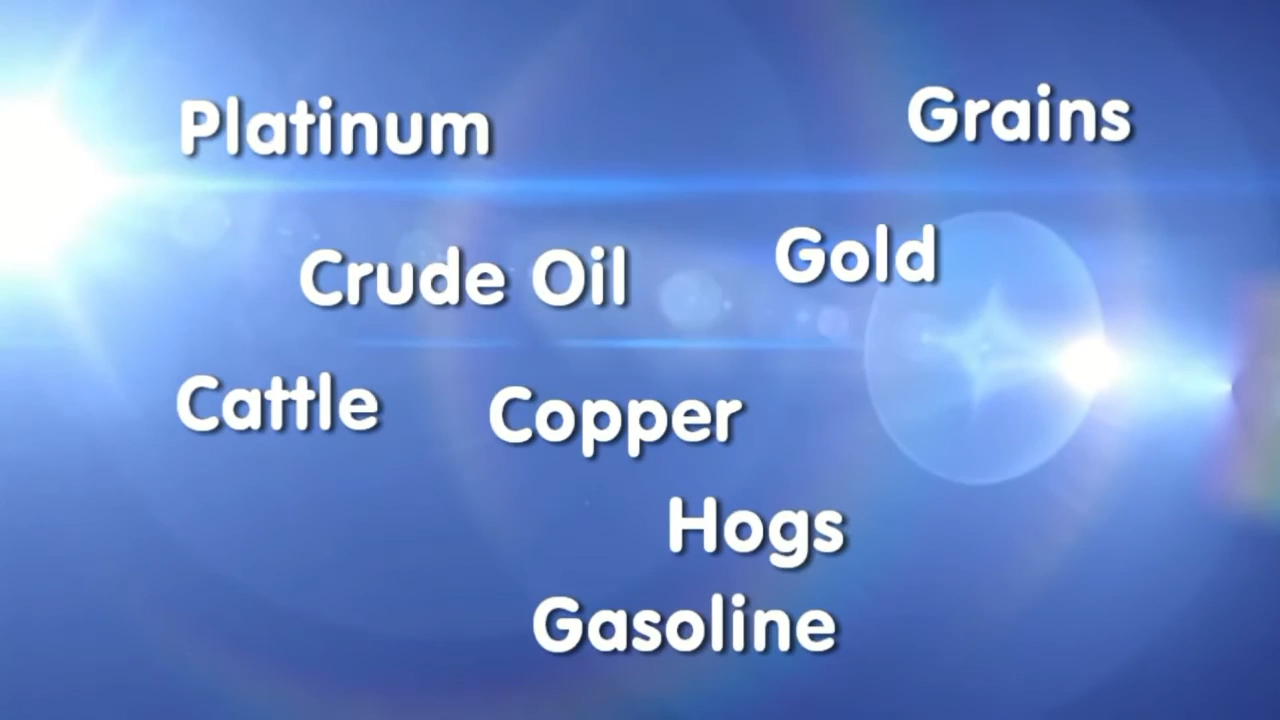 Platinum
Grains
Crude Oil
Gold
Cattle
Copper
Hogs
Gasoline